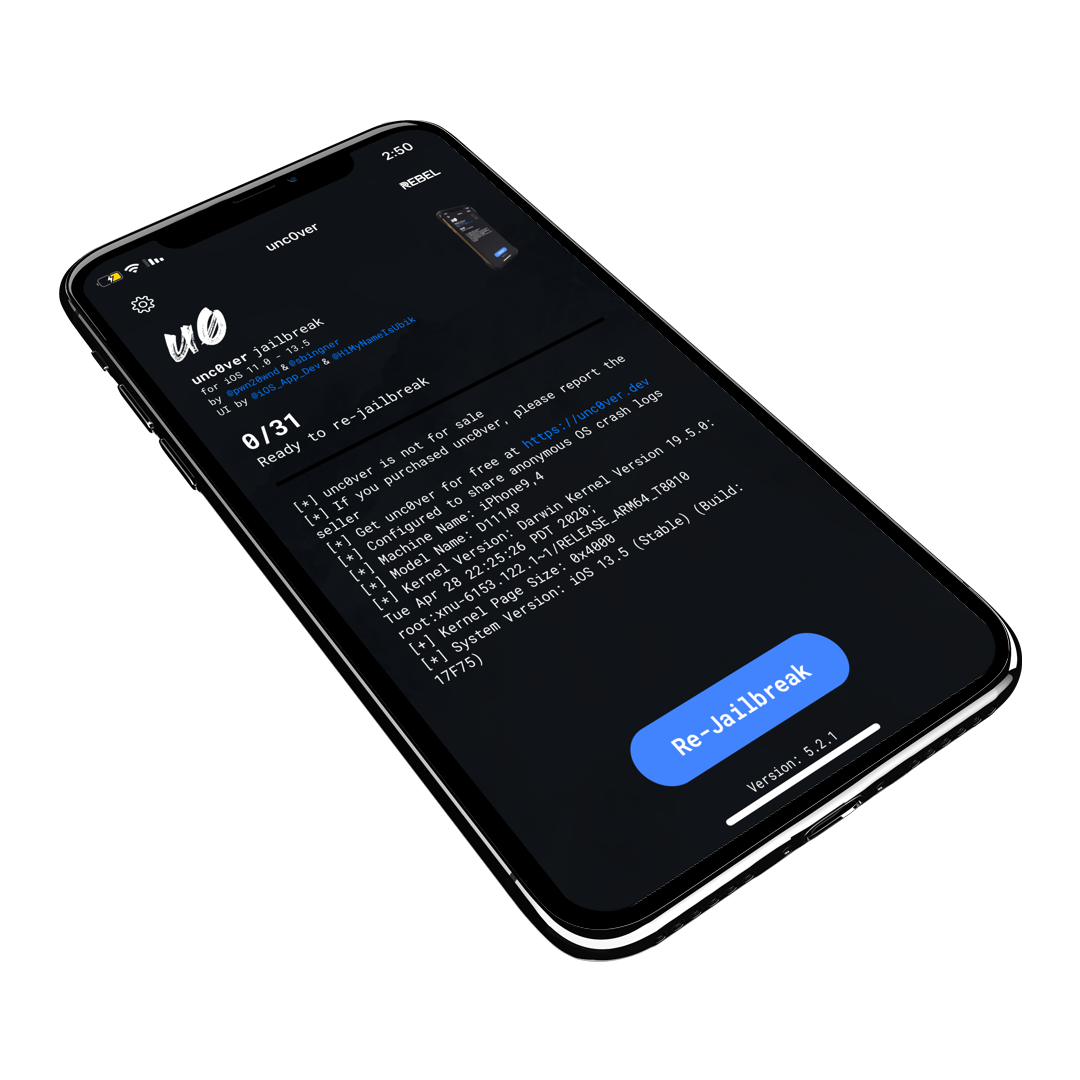 2:50
REBEL
unc0ver
u0
unc0ver jailbreak
for iOS 11.0 - 13.5
by @pwn20wnd & @sbingner
UI by @iOS_App_Dev & @HiMyNameIsUbik
0/31
Ready to re-jailbreak
[*] unc0ver is not for sale
[*] If you purchased unc0ver, please report the
seller
[*] Get unc0ver for free at https://unc0ver.dev
[*] Configured to share anonymous OS crash logs
[*] Machine Name: iPhone9,4
[*] Model Name: D111AP
[*] Kernel Version: Darwin Kernel Version 19.5.0:
Tue Apr 28 22:25:26 PDT 2020;
root:xnu-6153.122.1~1/RELEASE_ARM64_T8010
[+] Kernel Page Size: 0x4000
[*] System Version: iOS 13.5 (Stable) (Build:
17F75)
Re-Jailbreak
Version: 5.2.1